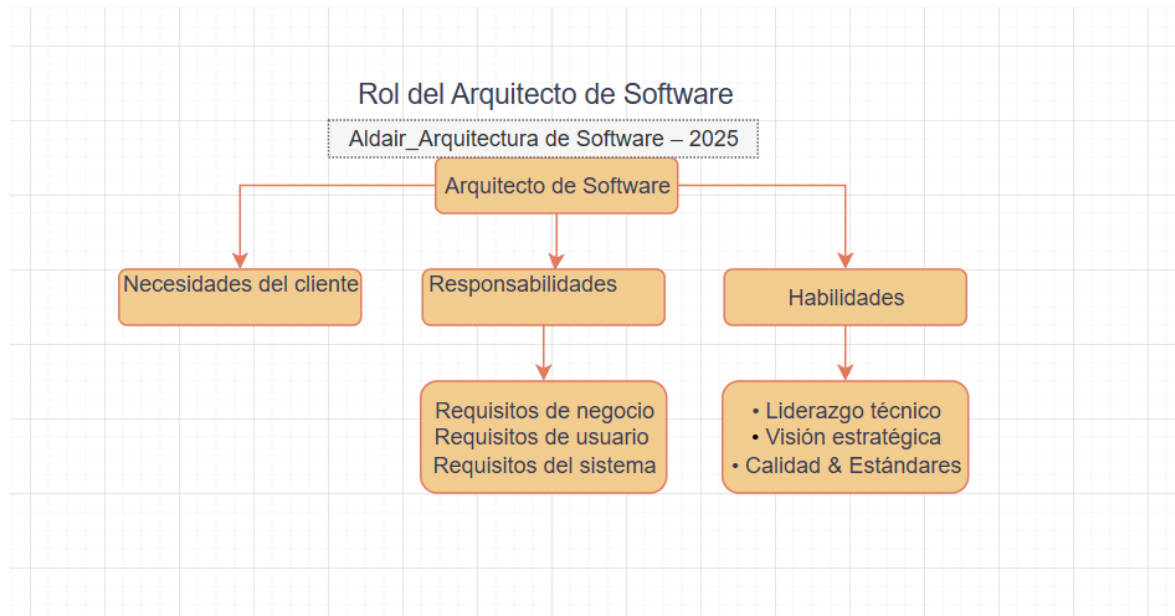 Rol del Arquitecto de Software
Aldair_Arquitectura de Software – 2025
Arquitecto de Software
Necesidades del cliente
Responsabilidades
Habilidades
Requisitos de negocio
Requisitos de usuario
Requisitos del sistema
• Liderazgo técnico
• Visión estratégica
• Calidad & Estándares